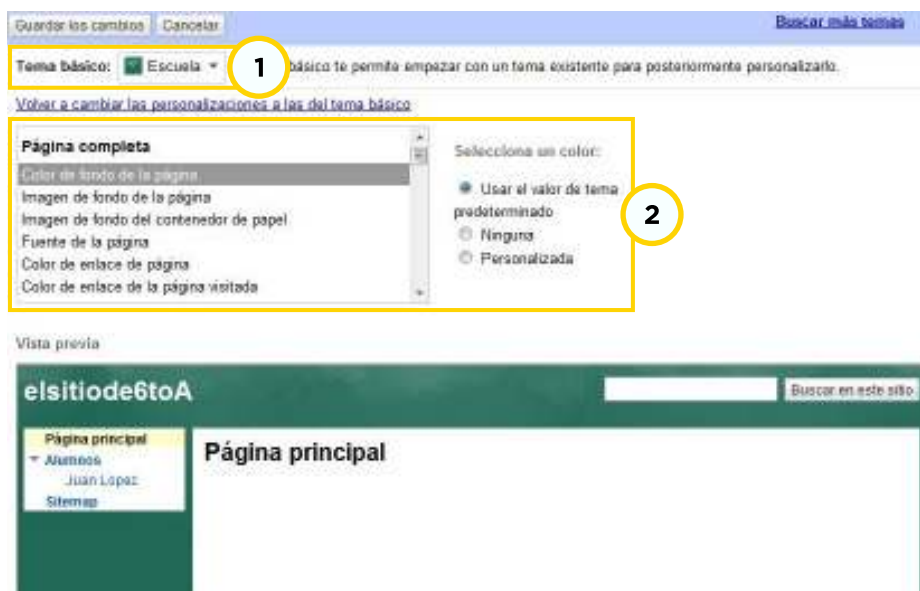 Guardar los cambios Cancelar Buscar más temas
Tema básico: Escuela 1 básico te permite empezar con un tema existente para posteriormente personalizarlo.
Volver a cambiar las personalizaciones a las del tema básico
Página completa
Color de fondo de la página
Imagen de fondo de la página
Imagen de fondo del contenedor de papel
Fuente de la página
Color de enlace de página
Color de enlace de la página visitada
Selecciona un color:
Usar el valor de tema
predeterminado
Ninguna
Personalizada
2
Vista previa
elsitiode6toA Buscar en este sitio
Página principal
Alumnos
Juan Lopez
Sitemap
Página principal